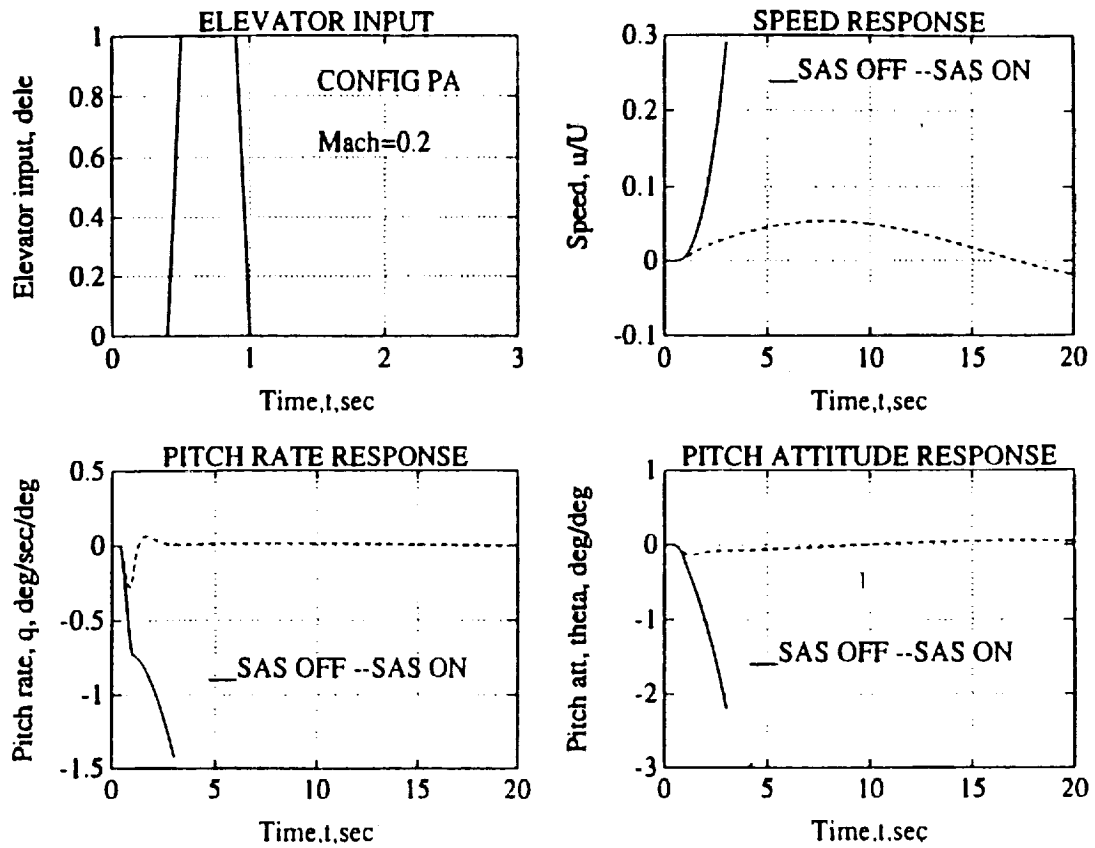 ELEVATOR INPUT
Elevator input, dele
1
0.8
0.6
0.4
0.2
0
CONFIG PA
Mach=0.2
0 1 2 3
Time,t,sec
SPEED RESPONSE
Speed, u/U
0.3
0.2
0.1
0
-0.1
__SAS OFF --SAS ON
0 5 10 15 20
Time,t,sec
PITCH RATE RESPONSE
Pitch rate, q, deg/sec/deg
0.5
0
-0.5
-1
-1.5
__SAS OFF --SAS ON
0 5 10 15 20
Time,t,sec
PITCH ATTITUDE RESPONSE
Pitch att, theta, deg/deg
1
0
-1
-2
-3
__SAS OFF --SAS ON
0 5 10 15 20
Time,t,sec